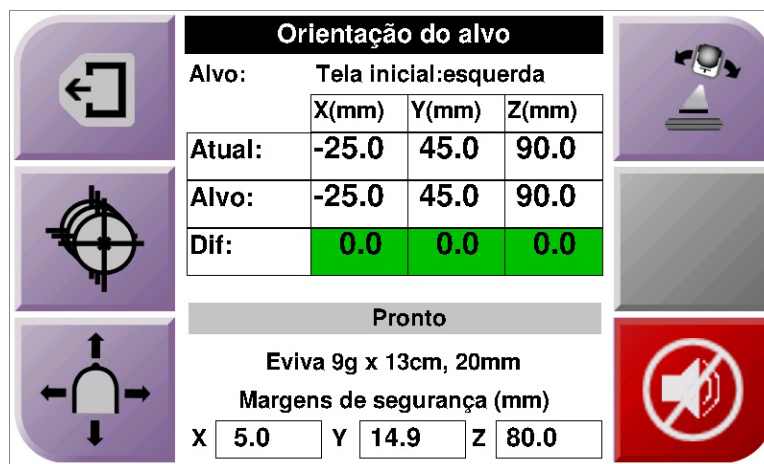 Orientação do alvo
Alvo: Tela inicial:esquerda
X(mm) Y(mm) Z(mm)
Atual: -25.0 45.0 90.0
Alvo: -25.0 45.0 90.0
Dif: 0.0 0.0 0.0
Pronto
Eviva 9g x 13cm, 20mm
Margens de segurança (mm)
X 5.0 Y 14.9 Z 80.0